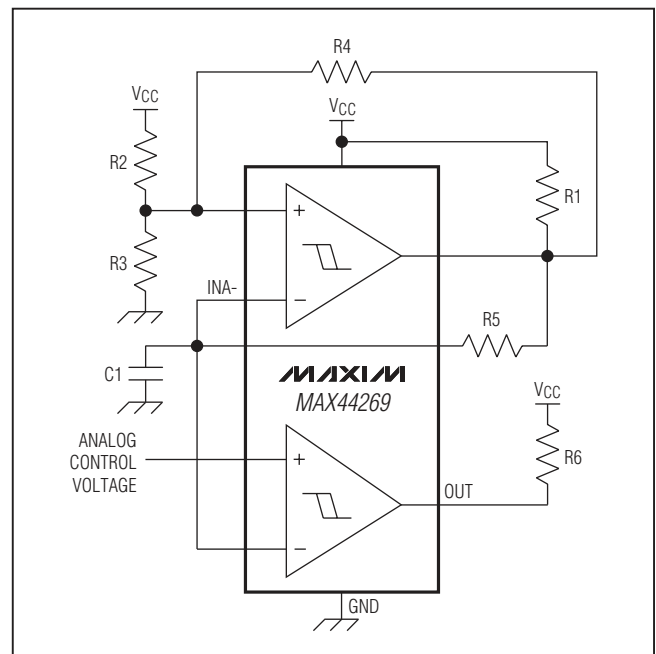 R4
VCC
VCC
R2
R1
+
R3
INA-
−
R5
C1
MAXIM
MAX44269
VCC
ANALOG
CONTROL
VOLTAGE
+
R6
OUT
−
GND